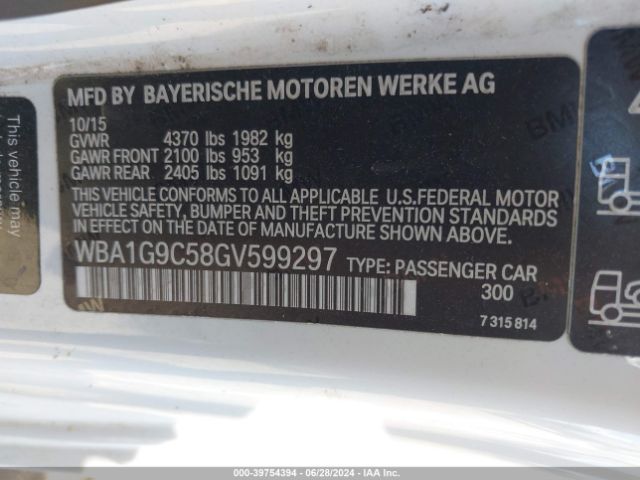 MFD BY BAYERISCHE MOTOREN WERKE AG
10/15
GVWR 4370 lbs 1982 kg
GAWR FRONT 2100 lbs 953 kg
GAWR REAR 2405 lbs 1091 kg
THIS VEHICLE CONFORMS TO ALL APPLICABLE U.S.FEDERAL MOTOR
VEHICLE SAFETY, BUMPER AND THEFT PREVENTION STANDARDS
IN EFFECT ON THE DATE OF MANUFACTURE SHOWN ABOVE.
WBA1G9C58GV599297 TYPE: PASSENGER CAR
300
7 315 814
This vehicle
000-39754394 | 06/28/2024 | IAA Inc.